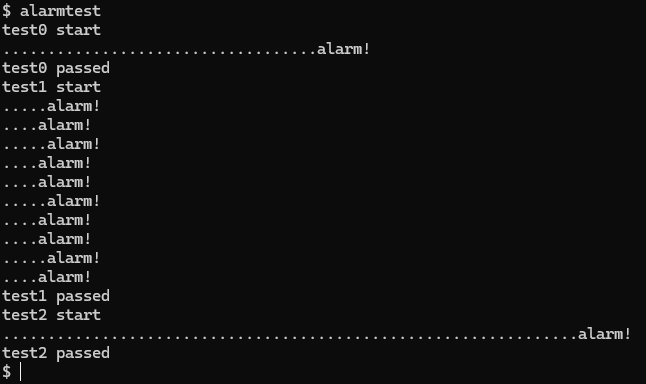 $ alarmtest
test0 start
...................................alarm!
test0 passed
test1 start
.....alarm!
....alarm!
.....alarm!
....alarm!
....alarm!
.....alarm!
....alarm!
....alarm!
.....alarm!
....alarm!
test1 passed
test2 start
................................................................alarm!
test2 passed
$